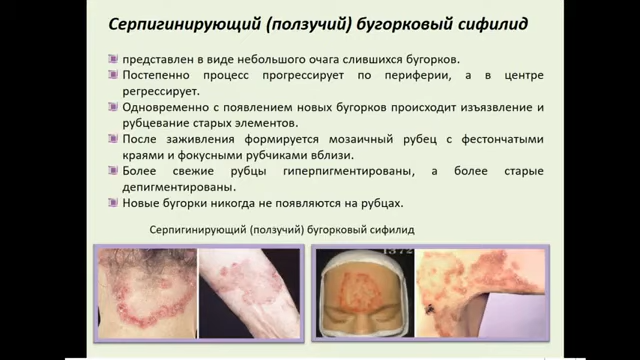 Серпигинирующий (ползучий) бугорковый сифилид
представлен в виде небольшого очага слившихся бугорков.
Постепенно процесс прогрессирует по периферии, а в центре
регрессирует.
Одновременно с появлением новых бугорков происходит изъязвление и
рубцевание старых элементов.
После заживления формируется мозаичный рубец с фестончатыми
краями и фокусными рубчиками вблизи.
Более свежие рубцы гиперпигментированы, а более старые
депигментированы.
Новые бугорки никогда не появляются на рубцах.
Серпигинирующий (ползучий) бугорковый сифилид